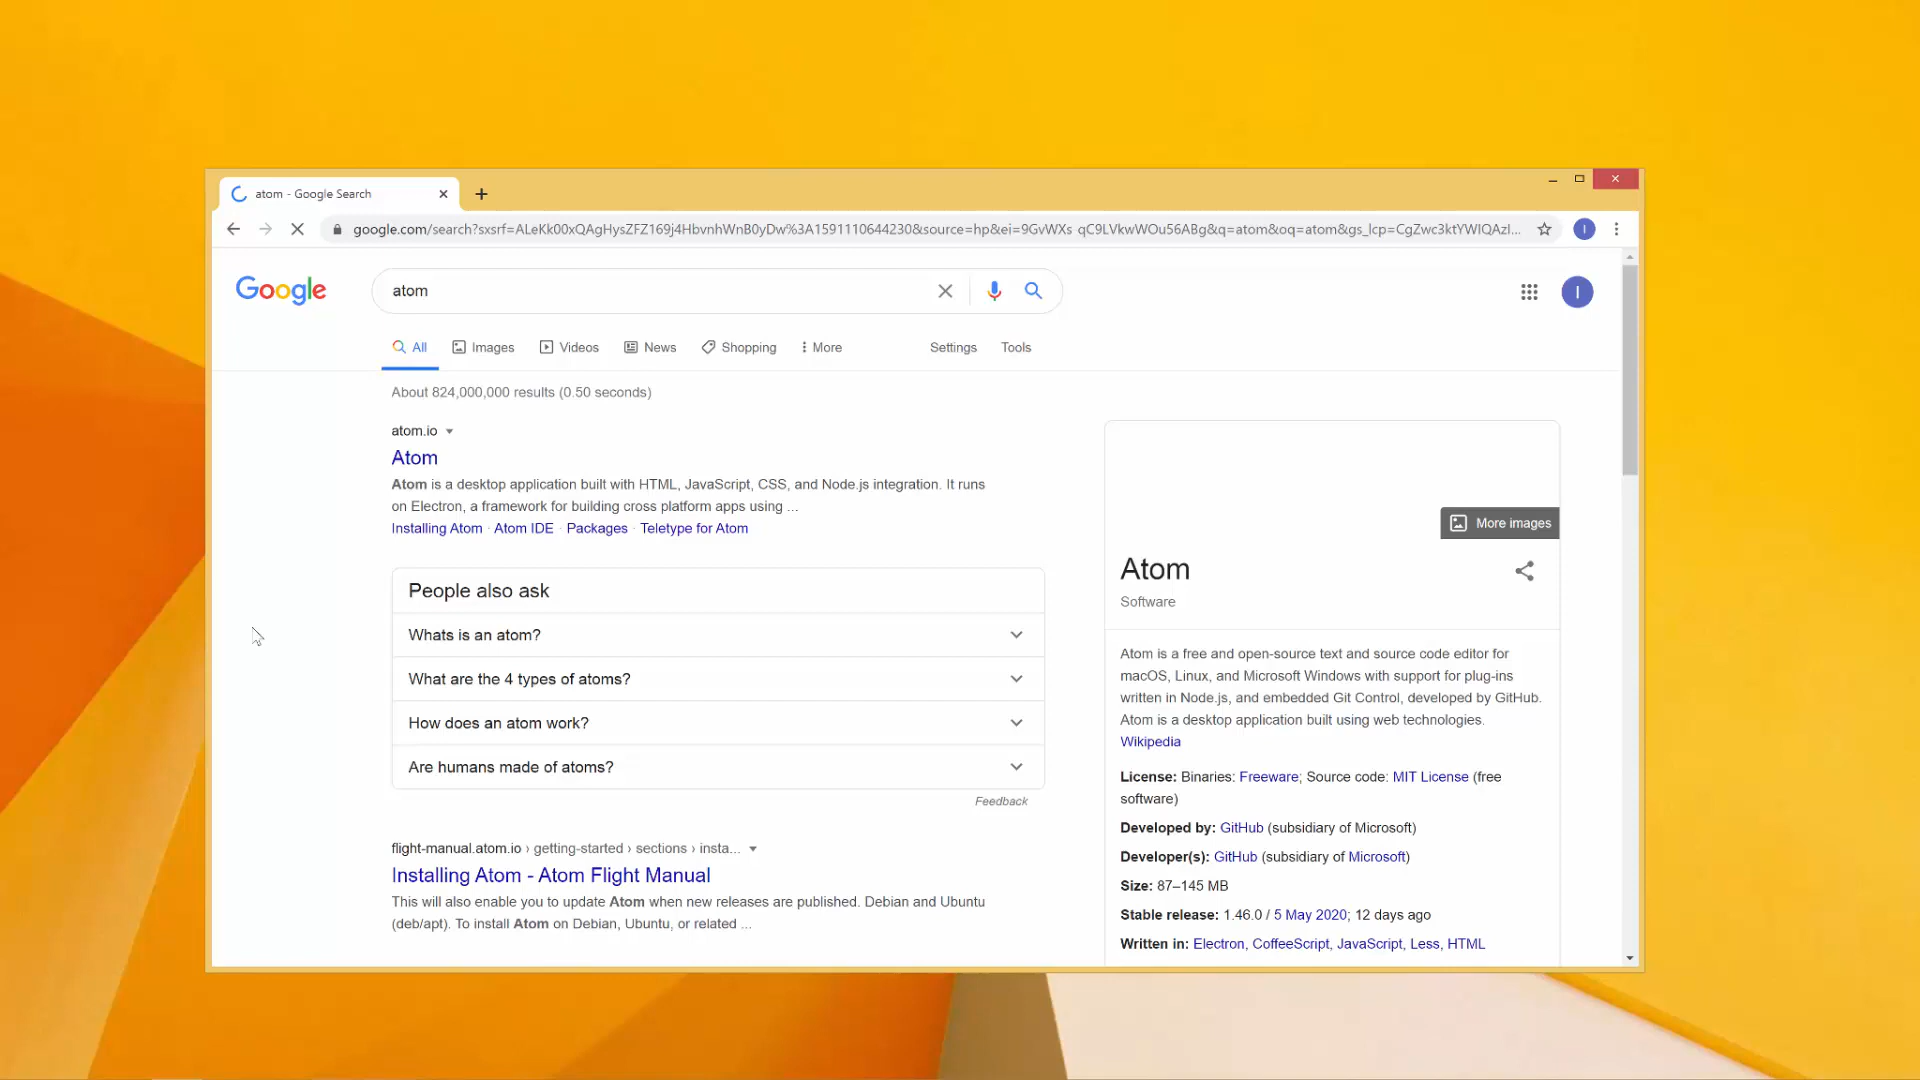 atom - Google Search
google.com/search?sxsrf=ALeKk00xQAgHysZFZ169j4HbvnhWnB0yDw%3A1591110644230&source=hp&ei=9GvWXs qC9LVkwWOu56ABg&q=atom&oq=atom&gs_lcp=CgZwc3ktYWIQAzI...
I
Google
atom
I
All
Images
Videos
News
Shopping
More
Settings
Tools
About 824,000,000 results (0.50 seconds)
atom.io
Atom
Atom is a desktop application built with HTML, JavaScript, CSS, and Node.js integration. It runs
on Electron, a framework for building cross platform apps using ...
Installing Atom · Atom IDE · Packages · Teletype for Atom
People also ask
Whats is an atom?
What are the 4 types of atoms?
How does an atom work?
Are humans made of atoms?
Feedback
flight-manual.atom.io › getting-started › sections › insta...
Installing Atom - Atom Flight Manual
This will also enable you to update Atom when new releases are published. Debian and Ubuntu
(deb/apt). To install Atom on Debian, Ubuntu, or related ...
More images
Atom
Software
Atom is a free and open-source text and source code editor for
macOS, Linux, and Microsoft Windows with support for plug-ins
written in Node.js, and embedded Git Control, developed by GitHub.
Atom is a desktop application built using web technologies.
Wikipedia
License: Binaries: Freeware; Source code: MIT License (free
software)
Developed by: GitHub (subsidiary of Microsoft)
Developer(s): GitHub (subsidiary of Microsoft)
Size: 87–145 MB
Stable release: 1.46.0 / 5 May 2020; 12 days ago
Written in: Electron, CoffeeScript, JavaScript, Less, HTML